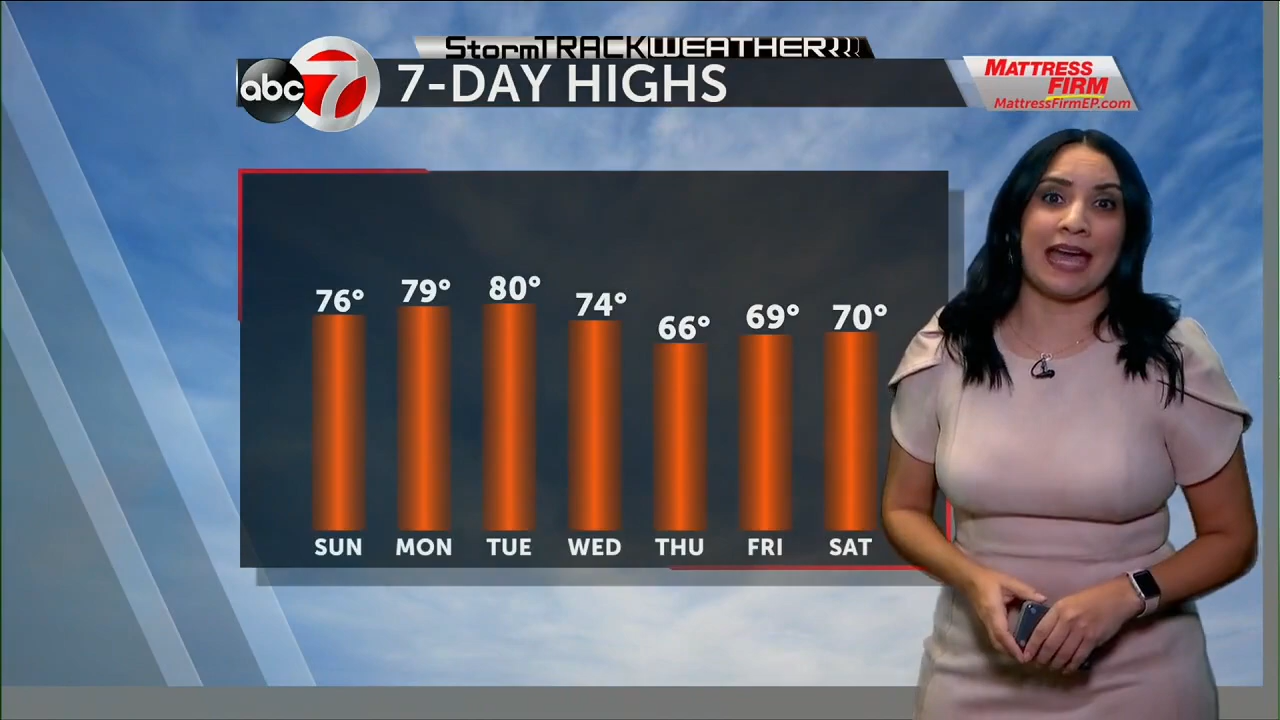 StormTRACKWEATHER
abc 7
7-DAY HIGHS
MATTRESS
FIRM
MattressFirmEP.com
76° 79° 80° 74° 66° 69° 70°
SUN MON TUE WED THU FRI SAT